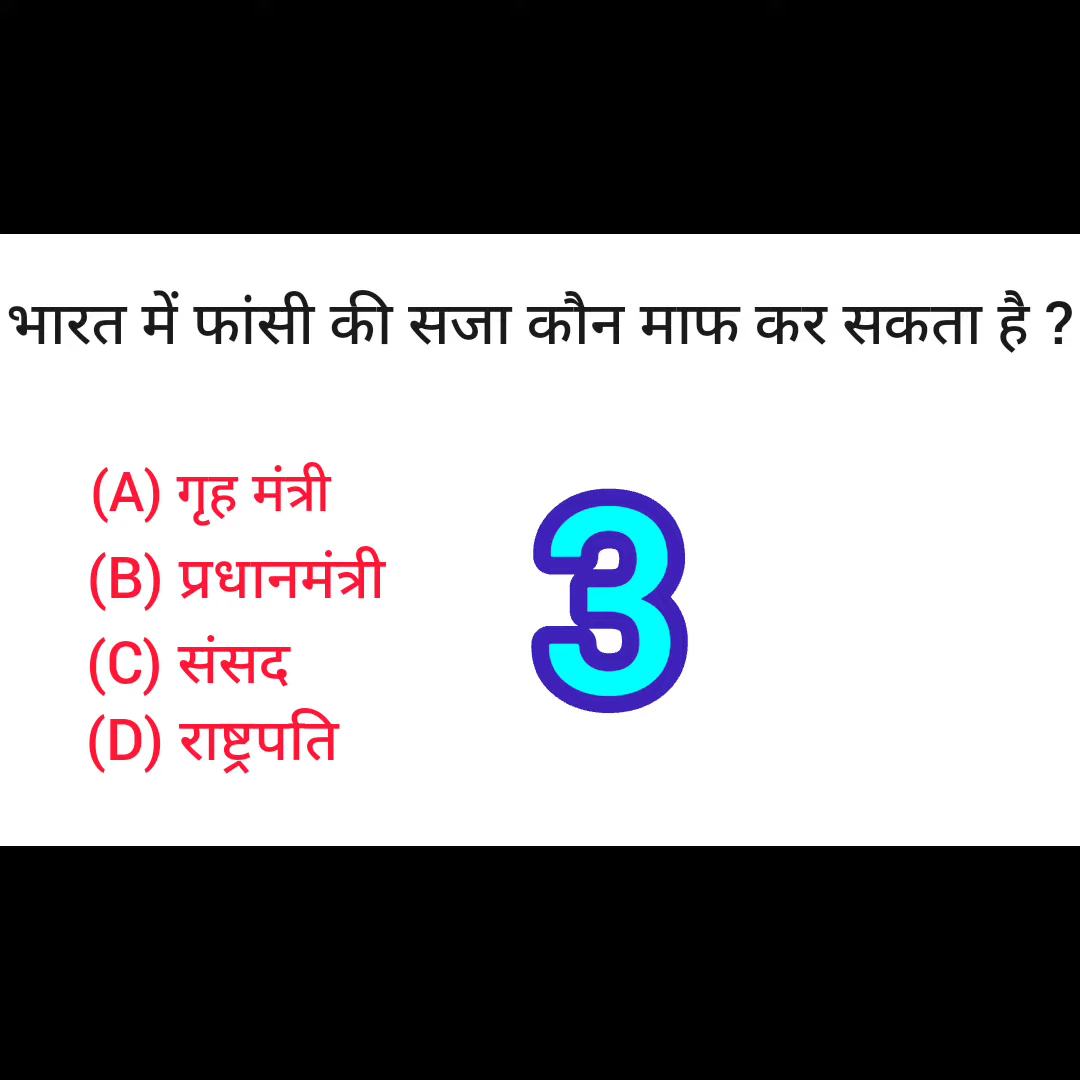 भारत में फांसी की सजा कौन माफ कर सकता है ?
(A) गृह मंत्री
(B) प्रधानमंत्री
(C) संसद
(D) राष्ट्रपति
3